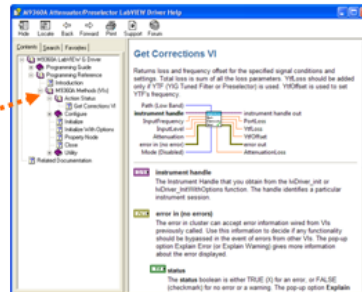 M9360A Attenuator/Preselector LabVIEW Driver Help
Hide Locate Back Forward Print Support Forum
Contents Search Favorites
M9360A LabVIEW G Driver
Programming Guide
Programming Reference
Introduction
M9360A Methods (VIs)
Action Status
Get Corrections VI
Configure
Initialize
Initialize With Options
Property Node
Close
Utility
Related Documentation
Get Corrections VI
Returns loss and frequency offset for the specified signal conditions and
settings. Total loss is sum of all the loss parameters. YtfLoss should be added
only if YTF (YIG Tuned Filter or Preselector) is used. YtfOffset is used to set
YTF's frequency.
Path (Low Band)
instrument handle
InputFrequency
InputLevel
Attenuation
error in (no error)
Mode (Disabled)
instrument handle out
PortLoss
YtfLoss
YtfOffset
error out
AttenuationLoss
instrument handle
The Instrument Handle that you obtain from the IviDriver_init or
IviDriver_InitWithOptions function. The handle identifies a particular
instrument session.
error in (no errors)
The error in cluster can accept error information wired from VIs
previously called. Use this information to decide if any functionality
should be bypassed in the event of errors from other VIs. The pop-up
option Explain Error (or Explain Warning) gives more information
about the error displayed.
status
The status boolean is either TRUE (X) for an error, or FALSE
(checkmark) for no error or a warning. The pop-up option Explain